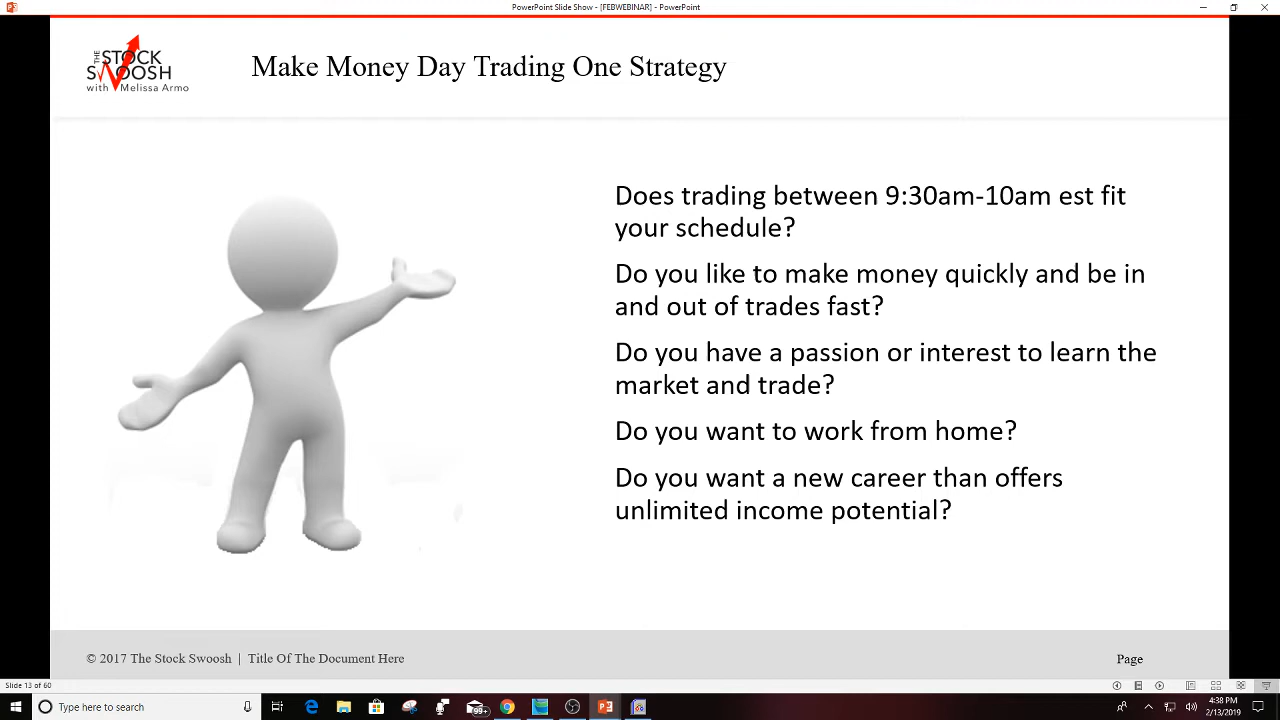 PowerPoint Slide Show - [FEBWEBINAR] - PowerPoint
THE STOCK
SWOOSH
with Melissa Armo
Make Money Day Trading One Strategy
Does trading between 9:30am-10am est fit
your schedule?
Do you like to make money quickly and be in
and out of trades fast?
Do you have a passion or interest to learn the
market and trade?
Do you want to work from home?
Do you want a new career than offers
unlimited income potential?
© 2017 The Stock Swoosh | Title Of The Document Here
Page
Slide 13 of 60
Type here to search
99+
4:38 PM
2/13/2019